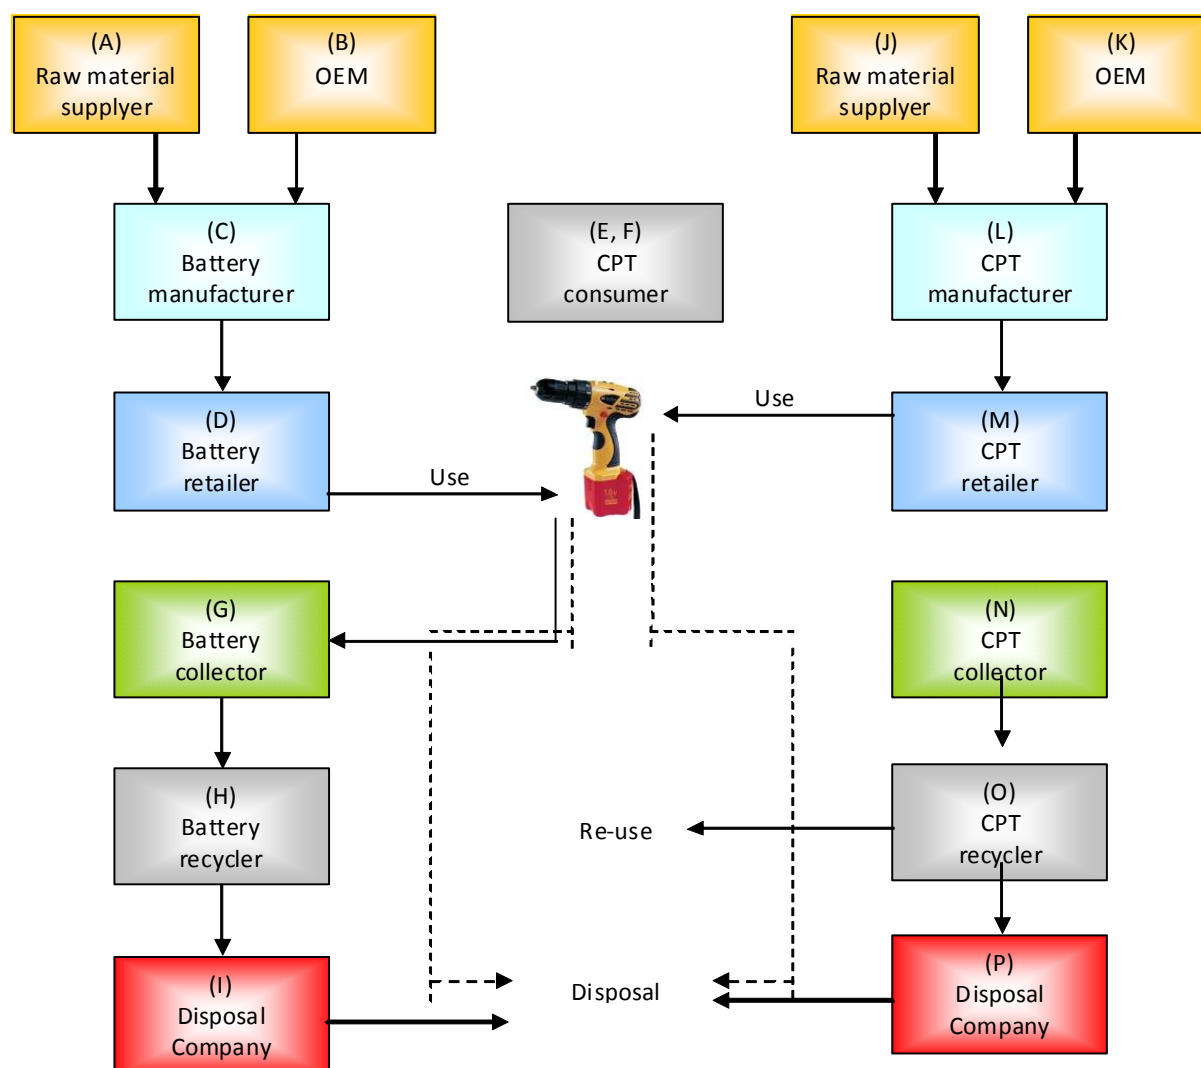 (A)
Raw material
supplyer
(B)
OEM
(J)
Raw material
supplyer
(K)
OEM
(C)
Battery
manufacturer
(E, F)
CPT
consumer
(L)
CPT
manufacturer
(D)
Battery
retailer
Use
Use
(M)
CPT
retailer
(G)
Battery
collector
(N)
CPT
collector
(H)
Battery
recycler
Re-use
(O)
CPT
recycler
(I)
Disposal
Company
Disposal
(P)
Disposal
Company